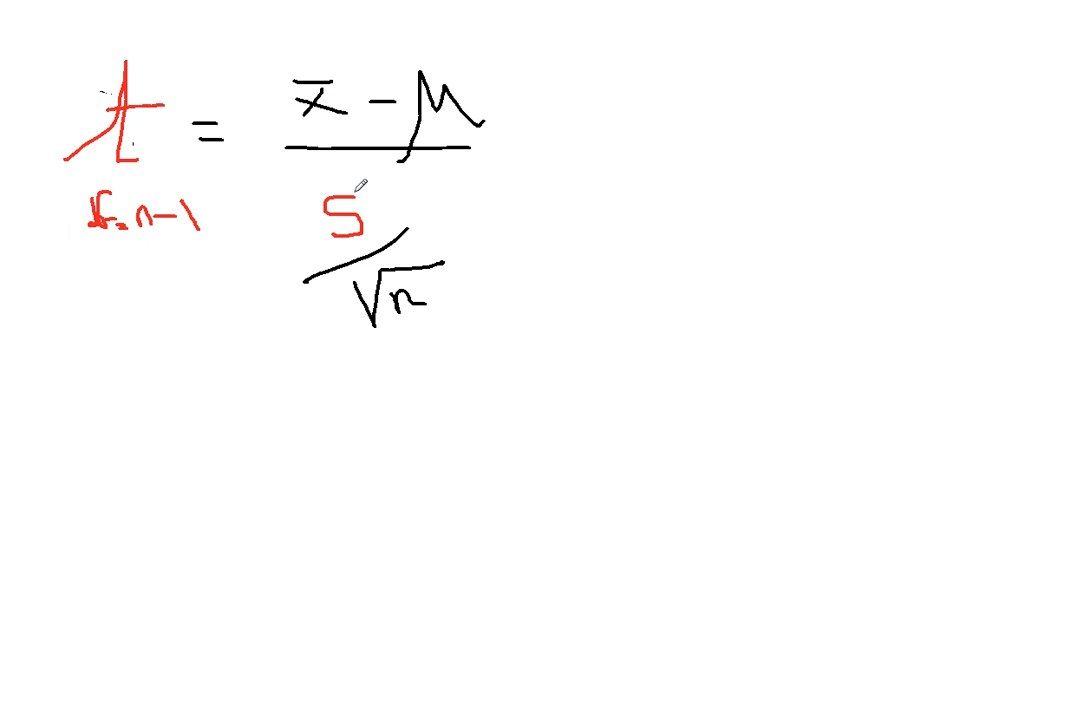 t = x̄ - μ
df = n - 1
S
/ √n